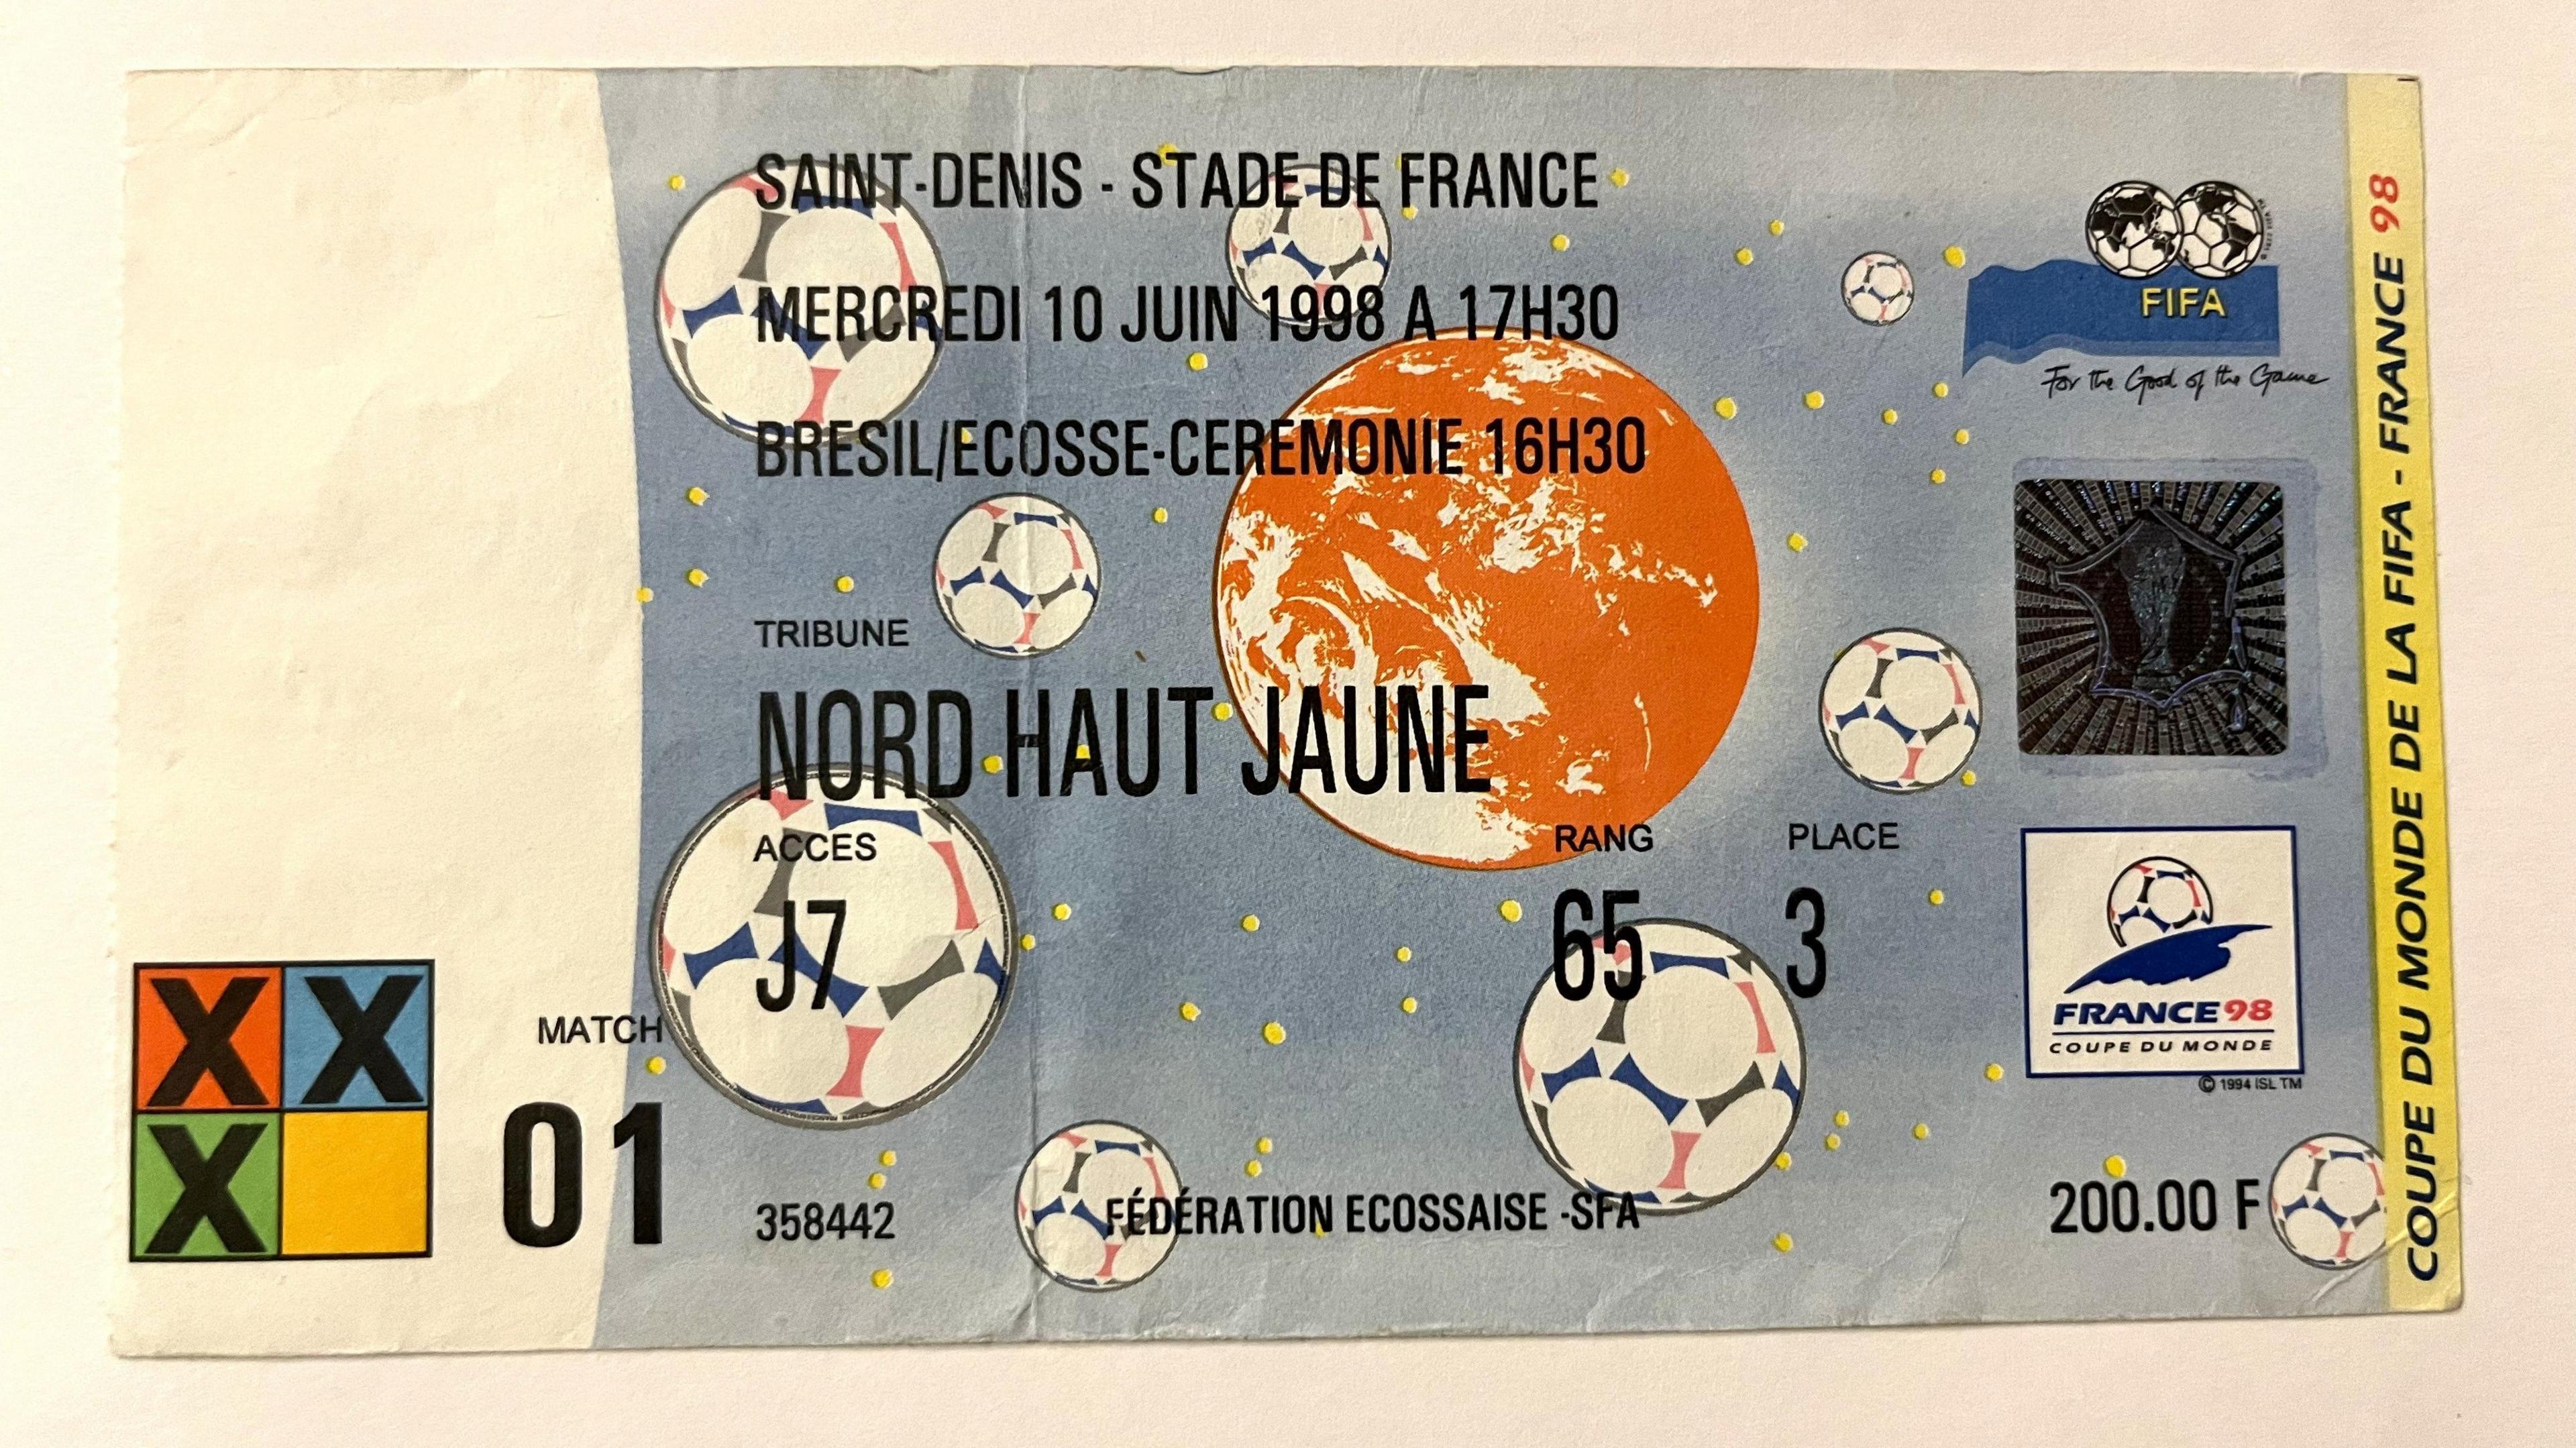 SAINT-DENIS - STADE DE FRANCE
MERCREDI 10 JUIN 1998 A 17H30
BRESIL/ECOSSE-CEREMONIE 16H30
TRIBUNE
NORD HAUT JAUNE
ACCES RANG PLACE
J7 65 3
X X
X
MATCH
01
358442 FÉDÉRATION ECOSSAISE -SFA 200.00 F
FIFA
For the Good of the Game
FRANCE 98
COUPE DU MONDE
© 1994 ISL TM
COUPE DU MONDE DE LA FIFA - FRANCE 98